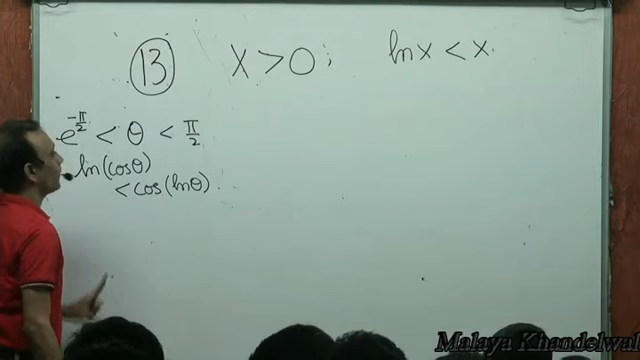 13 x > 0; ln x < x.
e^{-π/2} < θ < π/2
ln(cosθ)
< cos(lnθ).
Malaya Khandelwal